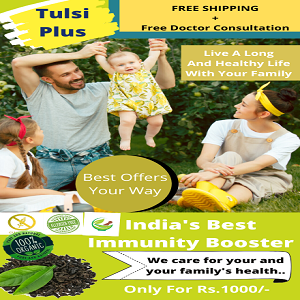 Tulsi
Plus
FREE SHIPPING
+
Free Doctor Consultation
Live A Long
And Healthy Life
With Your Family
Best Offers
Your Way
India's Best
Immunity Booster
100%
ORGANIC
We care for your and
your family's health..
Only For Rs.1000/-